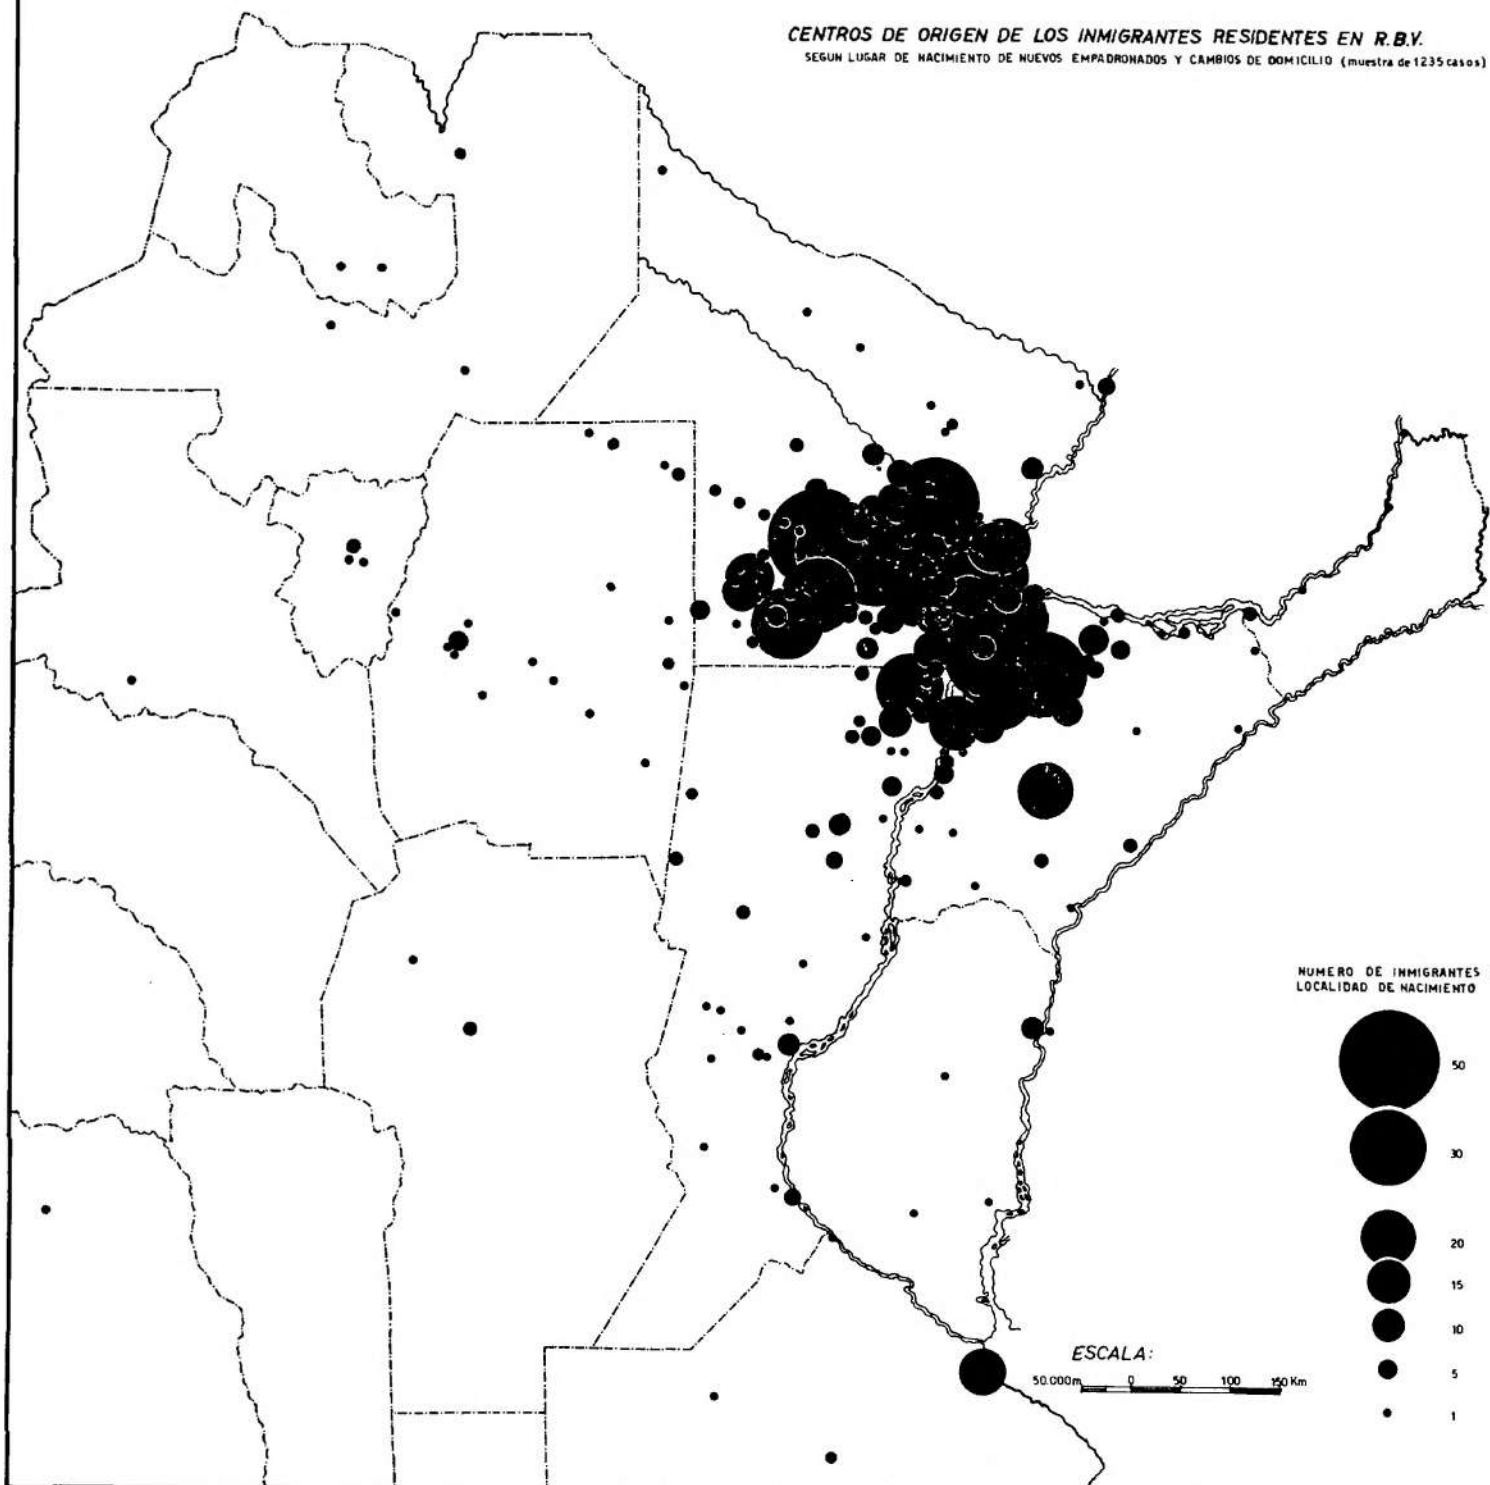 CENTROS DE ORIGEN DE LOS INMIGRANTES RESIDENTES EN R.B.V.
SEGUN LUGAR DE NACIMIENTO DE NUEVOS EMPADRONADOS Y CAMBIOS DE DOMICILIO (muestra de 1235 casos)
NUMERO DE INMIGRANTES
LOCALIDAD DE NACIMIENTO
50
30
20
15
10
5
1
ESCALA:
50.000m 0 50 100 150 Km